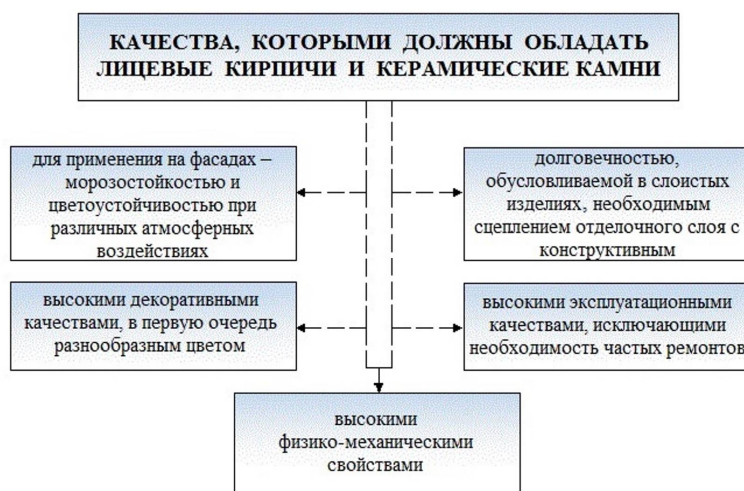 КАЧЕСТВА, КОТОРЫМИ ДОЛЖНЫ ОБЛАДАТЬ
ЛИЦЕВЫЕ КИРПИЧИ И КЕРАМИЧЕСКИЕ КАМНИ
для применения на фасадах –
морозостойкостью и
цветоустойчивостью при
различных атмосферных
воздействиях
долговечностью,
обусловливаемой в слоистых
изделиях, необходимым
сцеплением отделочного слоя с
конструктивным
высокими декоративными
качествами, в первую очередь
разнообразным цветом
высокими эксплуатационными
качествами, исключающими
необходимость частых ремонтов
высокими
физико-механическими
свойствами